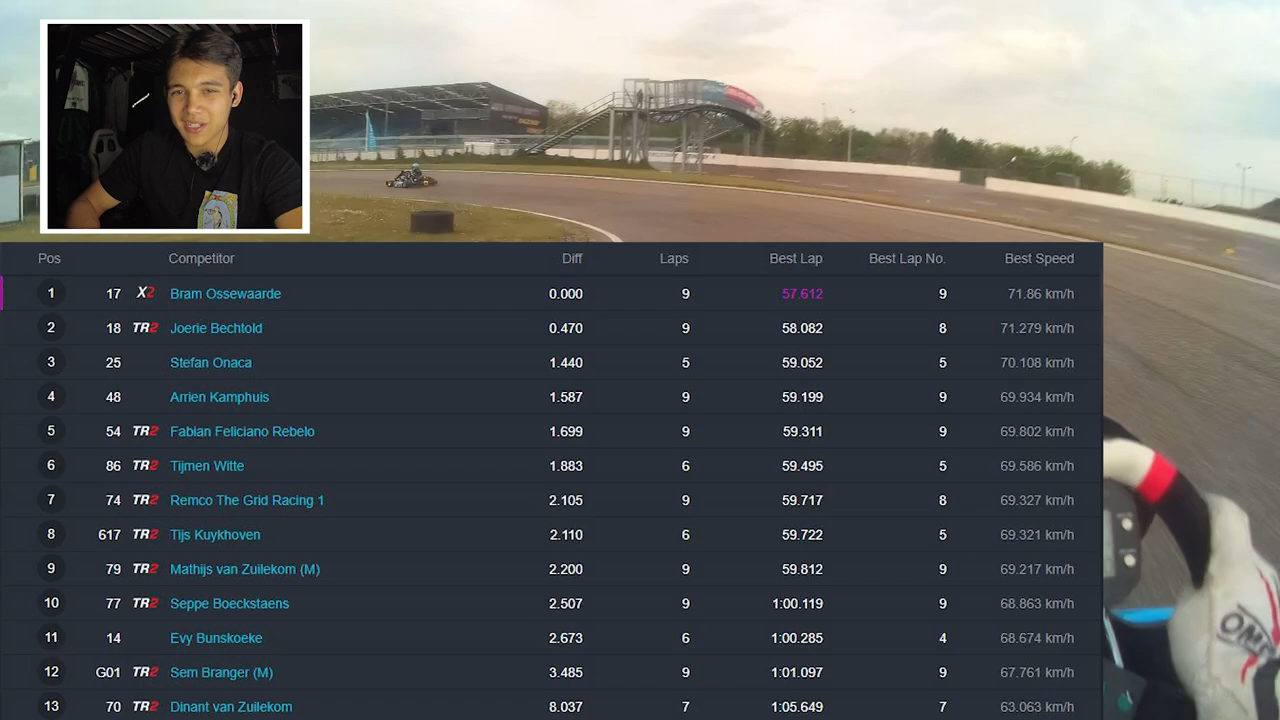 Pos Competitor Diff Laps Best Lap Best Lap No. Best Speed
1 17 X2 Bram Ossewaarde 0.000 9 57.612 9 71.86 km/h
2 18 TR2 Joerie Bechtold 0.470 9 58.082 8 71.279 km/h
3 25 Stefan Onaca 1.440 5 59.052 5 70.108 km/h
4 48 Arrien Kamphuis 1.587 9 59.199 9 69.934 km/h
5 54 TR2 Fabian Feliciano Rebelo 1.699 9 59.311 9 69.802 km/h
6 86 TR2 Tijmen Witte 1.883 6 59.495 5 69.586 km/h
7 74 TR2 Remco The Grid Racing 1 2.105 9 59.717 8 69.327 km/h
8 617 TR2 Tijs Kuykhoven 2.110 6 59.722 5 69.321 km/h
9 79 TR2 Mathijs van Zuilekom (M) 2.200 9 59.812 9 69.217 km/h
10 77 TR2 Seppe Boeckstaens 2.507 9 1:00.119 9 68.863 km/h
11 14 Evy Bunskoeke 2.673 6 1:00.285 4 68.674 km/h
12 G01 TR2 Sem Branger (M) 3.485 9 1:01.097 9 67.761 km/h
13 70 TR2 Dinant van Zuilekom 8.037 7 1:05.649 7 63.063 km/h
OMP